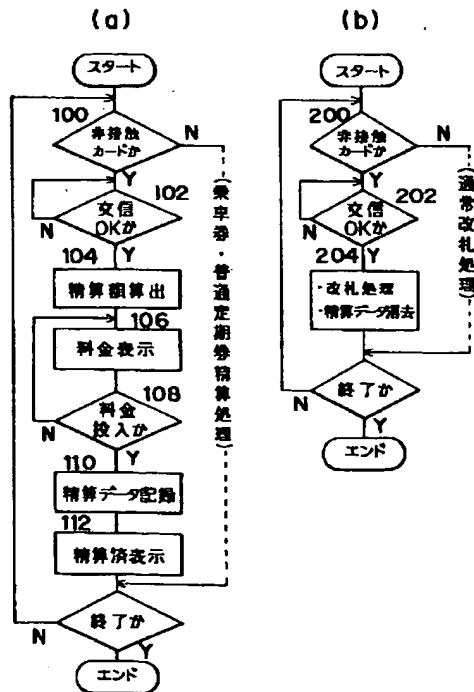 (a)
スタート
100
非接触
カードか
N
Y
102
交信
OKか
N
Y
104
精算額算出
106
料金表示
108
料金
投入か
N
Y
110
精算データ記録
112
精算済表示
終了か
N
Y
エンド
(乗車券・普通定期券精算処理)
(b)
スタート
200
非接触
カードか
N
Y
202
交信
OKか
N
Y
204
・改札処理
・精算データ消去
終了か
N
Y
エンド
(通常改札処理)